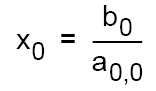 x₀ = b₀ / a₀,₀